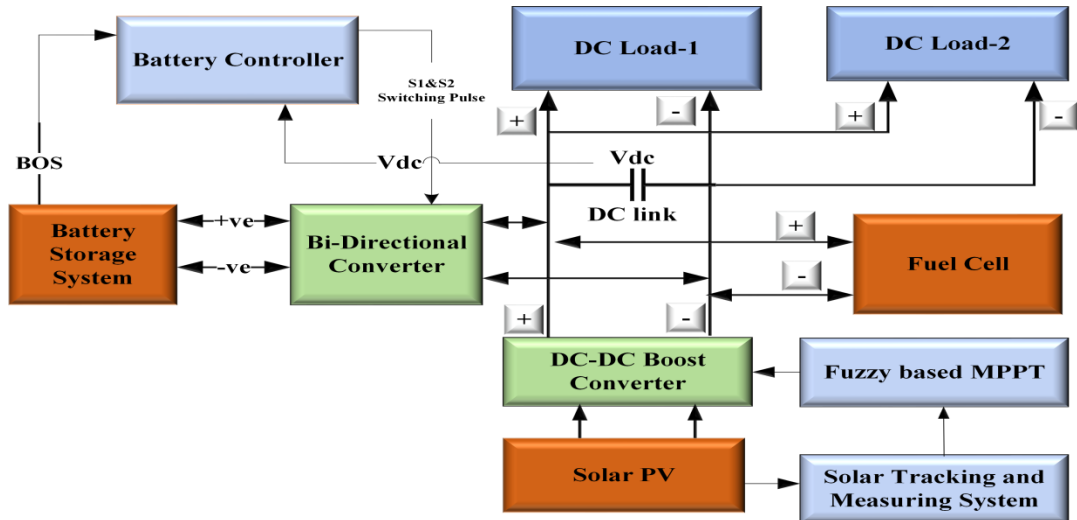 Battery Controller
DC Load-1
DC Load-2
S1&S2
Switching Pulse
+
-
+
-
BOS
Vdc
Vdc
DC link
Battery
Storage
System
+ve
-ve
Bi-Directional
Converter
+
-
Fuel Cell
+
-
DC-DC Boost
Converter
Fuzzy based MPPT
Solar PV
Solar Tracking and
Measuring System